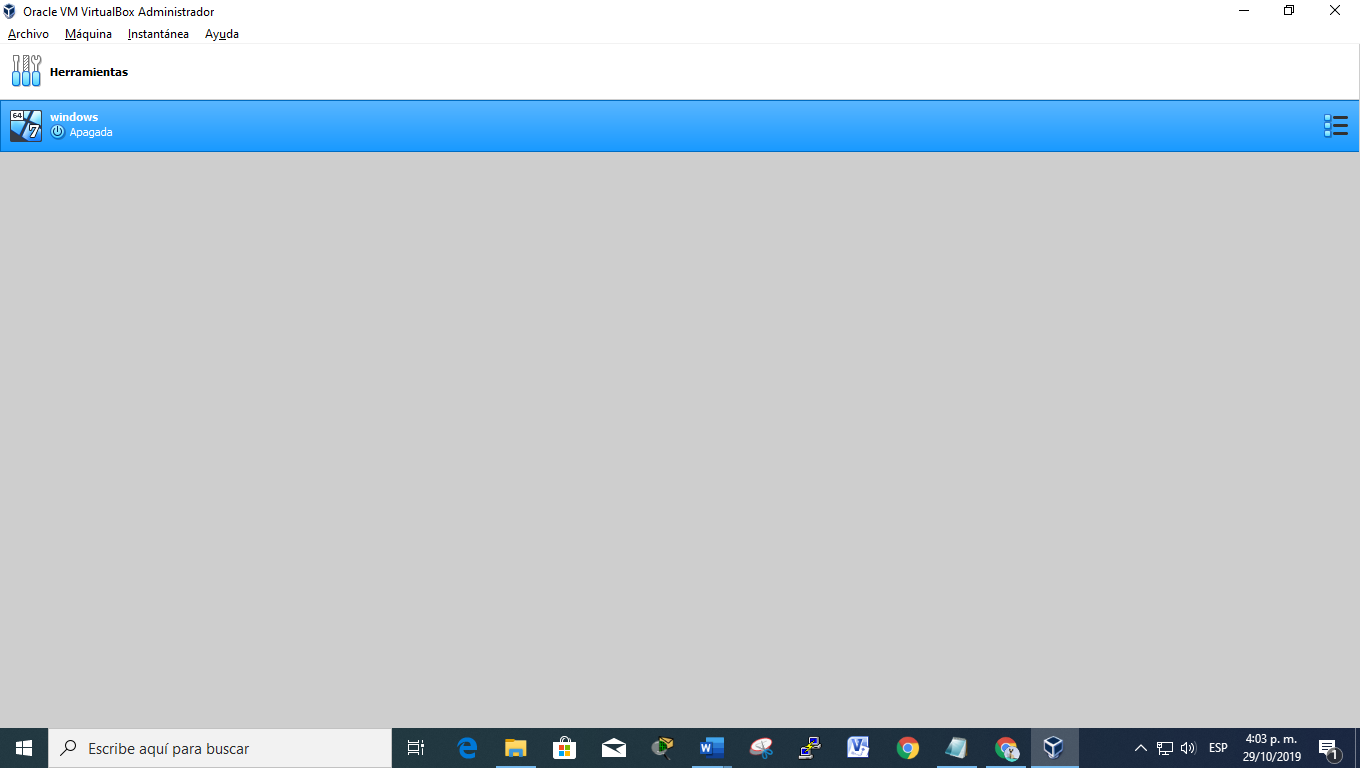 Oracle VM VirtualBox Administrador
Archivo Máquina Instantánea Ayuda
Herramientas
64
7
windows
Apagada
Escribe aquí para buscar
ESP
4:03 p. m.
29/10/2019
1